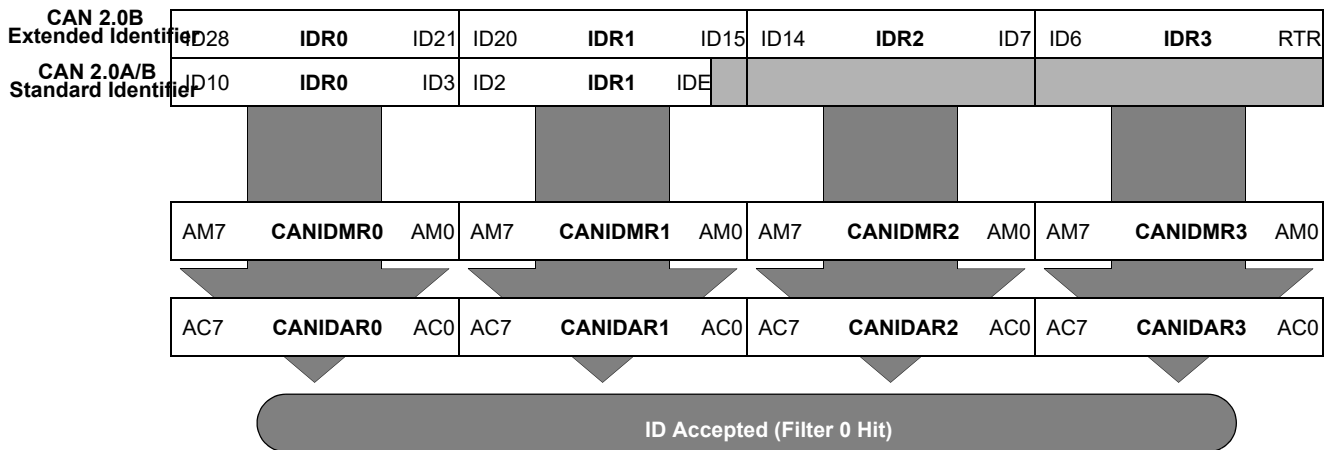 CAN 2.0B
Extended Identifier ID28 IDR0 ID21 ID20 IDR1 ID15 ID14 IDR2 ID7 ID6 IDR3 RTR
CAN 2.0A/B
Standard Identifier ID10 IDR0 ID3 ID2 IDR1 IDE
AM7 CANIDMR0 AM0 AM7 CANIDMR1 AM0 AM7 CANIDMR2 AM0 AM7 CANIDMR3 AM0
AC7 CANIDAR0 AC0 AC7 CANIDAR1 AC0 AC7 CANIDAR2 AC0 AC7 CANIDAR3 AC0
ID Accepted (Filter 0 Hit)